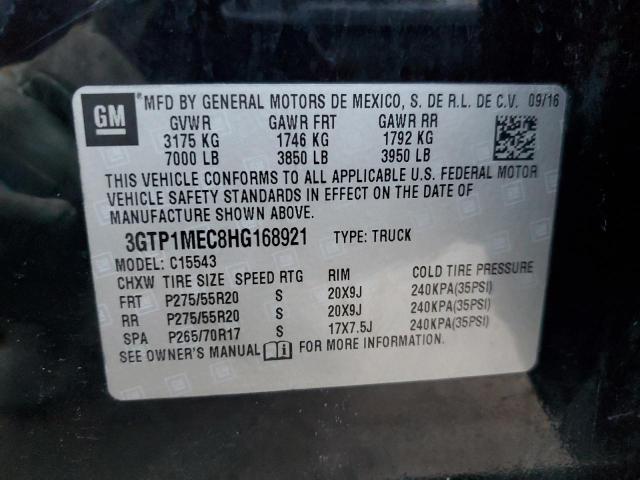 GM
*MFD BY GENERAL MOTORS DE MEXICO, S. DE R.L. DE C.V. 09/16
GVWR GAWR FRT GAWR RR
3175 KG 1746 KG 1792 KG
7000 LB 3850 LB 3950 LB
THIS VEHICLE CONFORMS TO ALL APPLICABLE U.S. FEDERAL MOTOR
VEHICLE SAFETY STANDARDS IN EFFECT ON THE DATE OF
MANUFACTURE SHOWN ABOVE.
3GTP1MEC8HG168921 TYPE: TRUCK
MODEL: C15543
CHXW TIRE SIZE SPEED RTG RIM COLD TIRE PRESSURE
FRT P275/55R20 S 20X9J 240KPA(35PSI)
RR P275/55R20 S 20X9J 240KPA(35PSI)
SPA P265/70R17 S 17X7.5J 240KPA(35PSI)
SEE OWNER'S MANUAL FOR MORE INFORMATION.